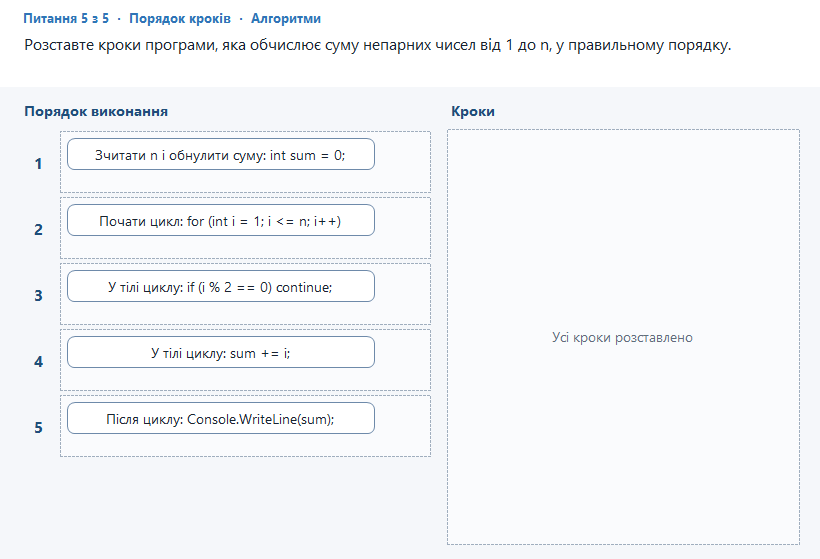 Питання 5 з 5 · Порядок кроків · Алгоритми
Розставте кроки програми, яка обчислює суму непарних чисел від 1 до n, у правильному порядку.
Порядок виконання
1
Зчитати n і обнулити суму: int sum = 0;
2
Почати цикл: for (int i = 1; i <= n; i++)
3
У тілі циклу: if (i % 2 == 0) continue;
4
У тілі циклу: sum += i;
5
Після циклу: Console.WriteLine(sum);
Кроки
Усі кроки розставлено